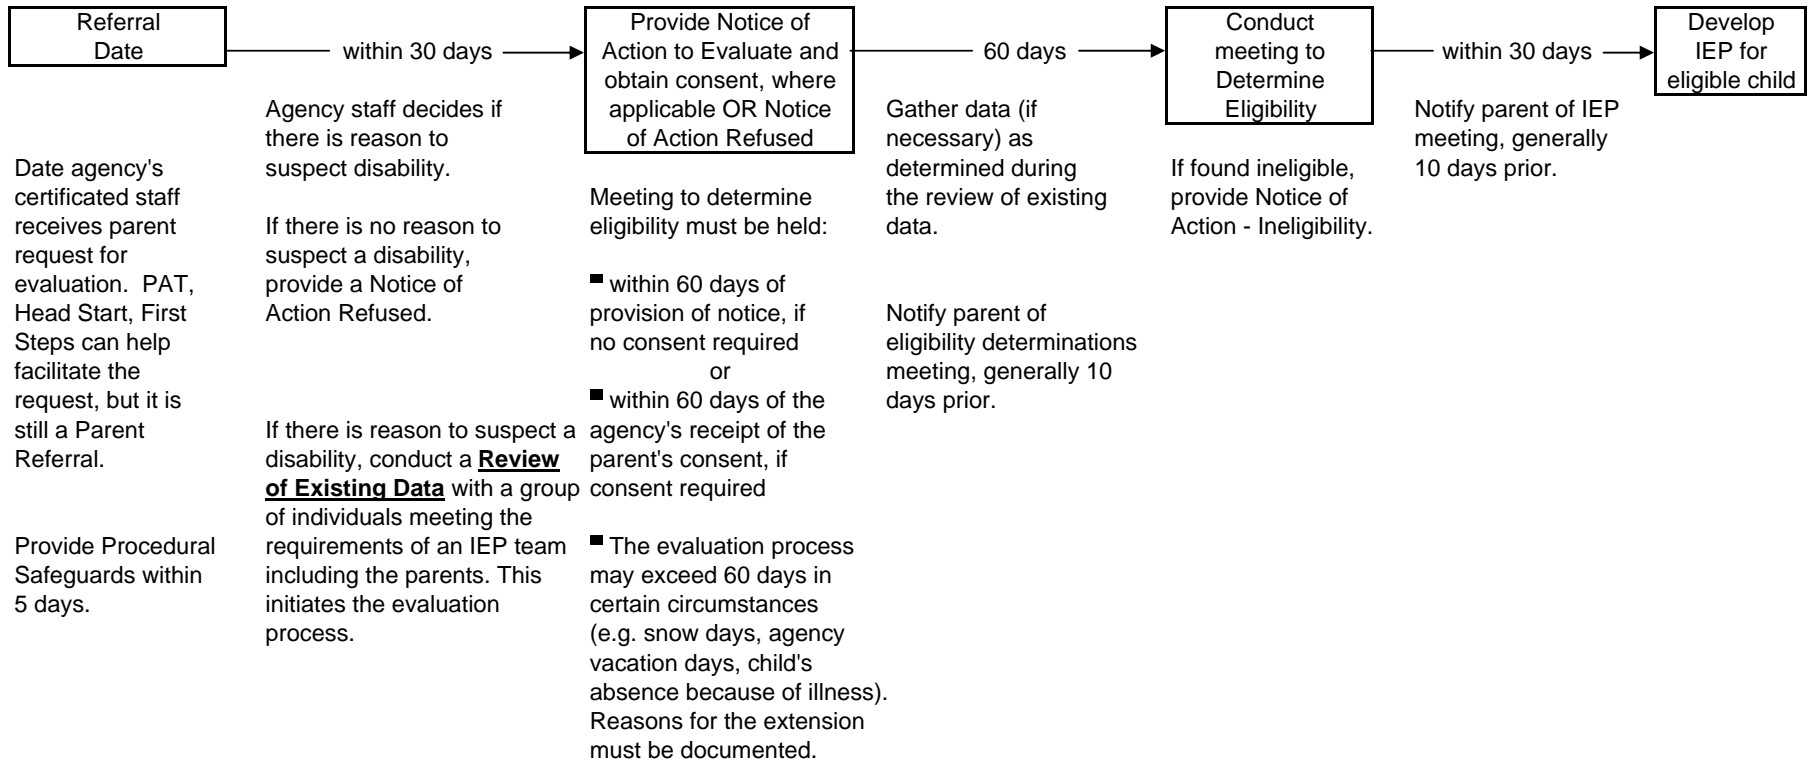 Referral
Date
within 30 days
Provide Notice of
Action to Evaluate and
obtain consent, where
applicable OR Notice
of Action Refused
60 days
Conduct
meeting to
Determine
Eligibility
within 30 days
Develop
IEP for
eligible child
Date agency's
certificated staff
receives parent
request for
evaluation.  PAT,
Head Start, First
Steps can help
facilitate the
request, but it is
still a Parent
Referral.
Provide Procedural
Safeguards within
5 days.
Agency staff decides if
there is reason to
suspect disability.
If there is no reason to
suspect a disability,
provide a Notice of
Action Refused.
If there is reason to suspect a
disability, conduct a Review
of Existing Data with a group
of individuals meeting the
requirements of an IEP team
including the parents. This
initiates the evaluation
process.
Meeting to determine
eligibility must be held:
▀ within 60 days of
provision of notice, if
no consent required
or
▀ within 60 days of the
agency's receipt of the
parent's consent, if
consent required
▀ The evaluation process
may exceed 60 days in
certain circumstances
(e.g. snow days, agency
vacation days, child's
absence because of illness).
Reasons for the extension
must be documented.
Gather data (if
necessary) as
determined during
the review of existing
data.
Notify parent of
eligibility determinations
meeting, generally 10
days prior.
If found ineligible,
provide Notice of
Action - Ineligibility.
Notify parent of IEP
meeting, generally
10 days prior.